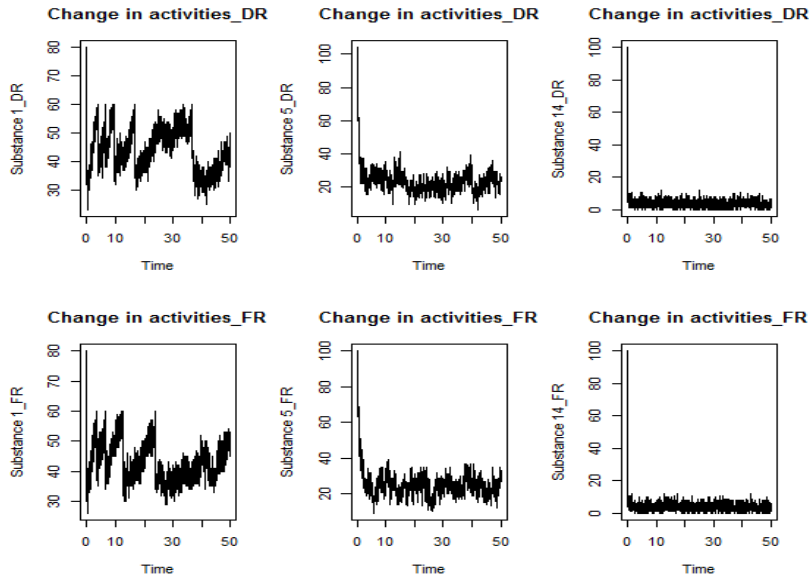 Change in activities_DR
Substance 1_DR
80
70
60
50
40
30
0 10 30 50
Time
Change in activities_DR
Substance 5_DR
100
80
60
40
20
0 10 30 50
Time
Change in activities_DR
Substance 14_DR
100
80
60
40
20
0
0 10 30 50
Time
Change in activities_FR
Substance 1_FR
80
70
60
50
40
30
0 10 30 50
Time
Change in activities_FR
Substance 5_FR
100
80
60
40
20
0 10 30 50
Time
Change in activities_FR
Substance 14_FR
100
80
60
40
20
0
0 10 30 50
Time